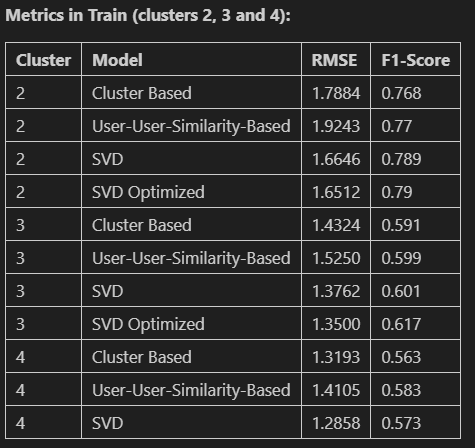 Metrics in Train (clusters 2, 3 and 4):
Cluster Model RMSE F1-Score
2 Cluster Based 1.7884 0.768
2 User-User-Similarity-Based 1.9243 0.77
2 SVD 1.6646 0.789
2 SVD Optimized 1.6512 0.79
3 Cluster Based 1.4324 0.591
3 User-User-Similarity-Based 1.5250 0.599
3 SVD 1.3762 0.601
3 SVD Optimized 1.3500 0.617
4 Cluster Based 1.3193 0.563
4 User-User-Similarity-Based 1.4105 0.583
4 SVD 1.2858 0.573